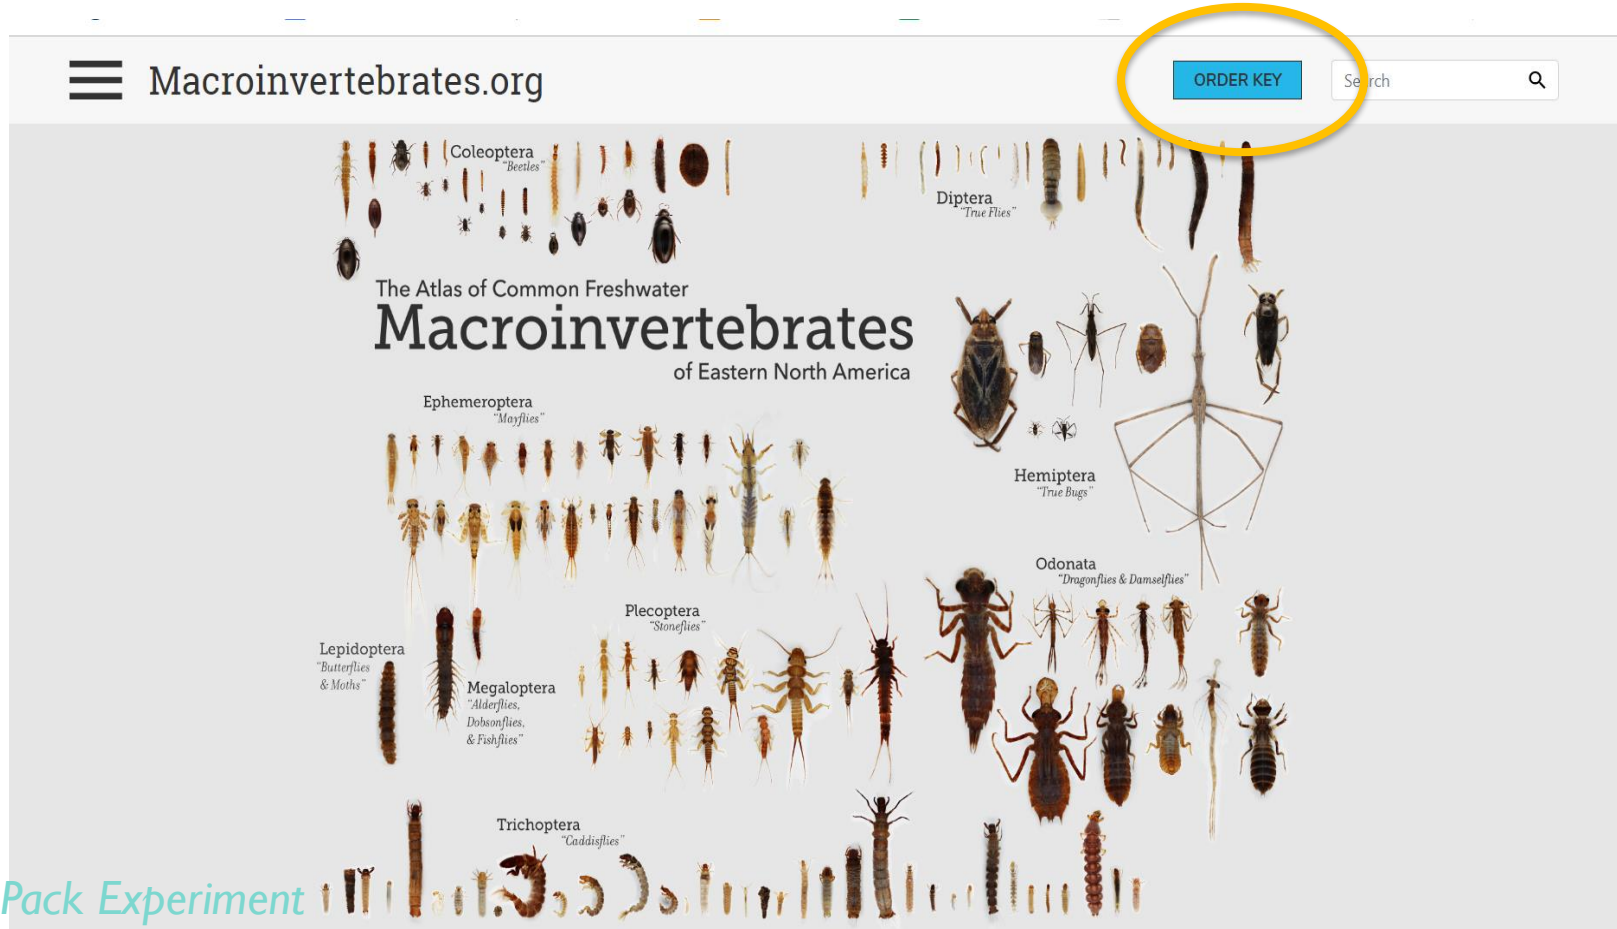 Macroinvertebrates.org
ORDER KEY
Search
Coleoptera
"Beetles"
Diptera
"True Flies"
The Atlas of Common Freshwater
Macroinvertebrates
of Eastern North America
Ephemeroptera
"Mayflies"
Hemiptera
"True Bugs"
Odonata
"Dragonflies & Damselflies"
Plecoptera
"Stoneflies"
Lepidoptera
"Butterflies
& Moths"
Megaloptera
"Alderflies,
Dobsonflies,
& Fishflies"
Trichoptera
"Caddisflies"
Pack Experiment